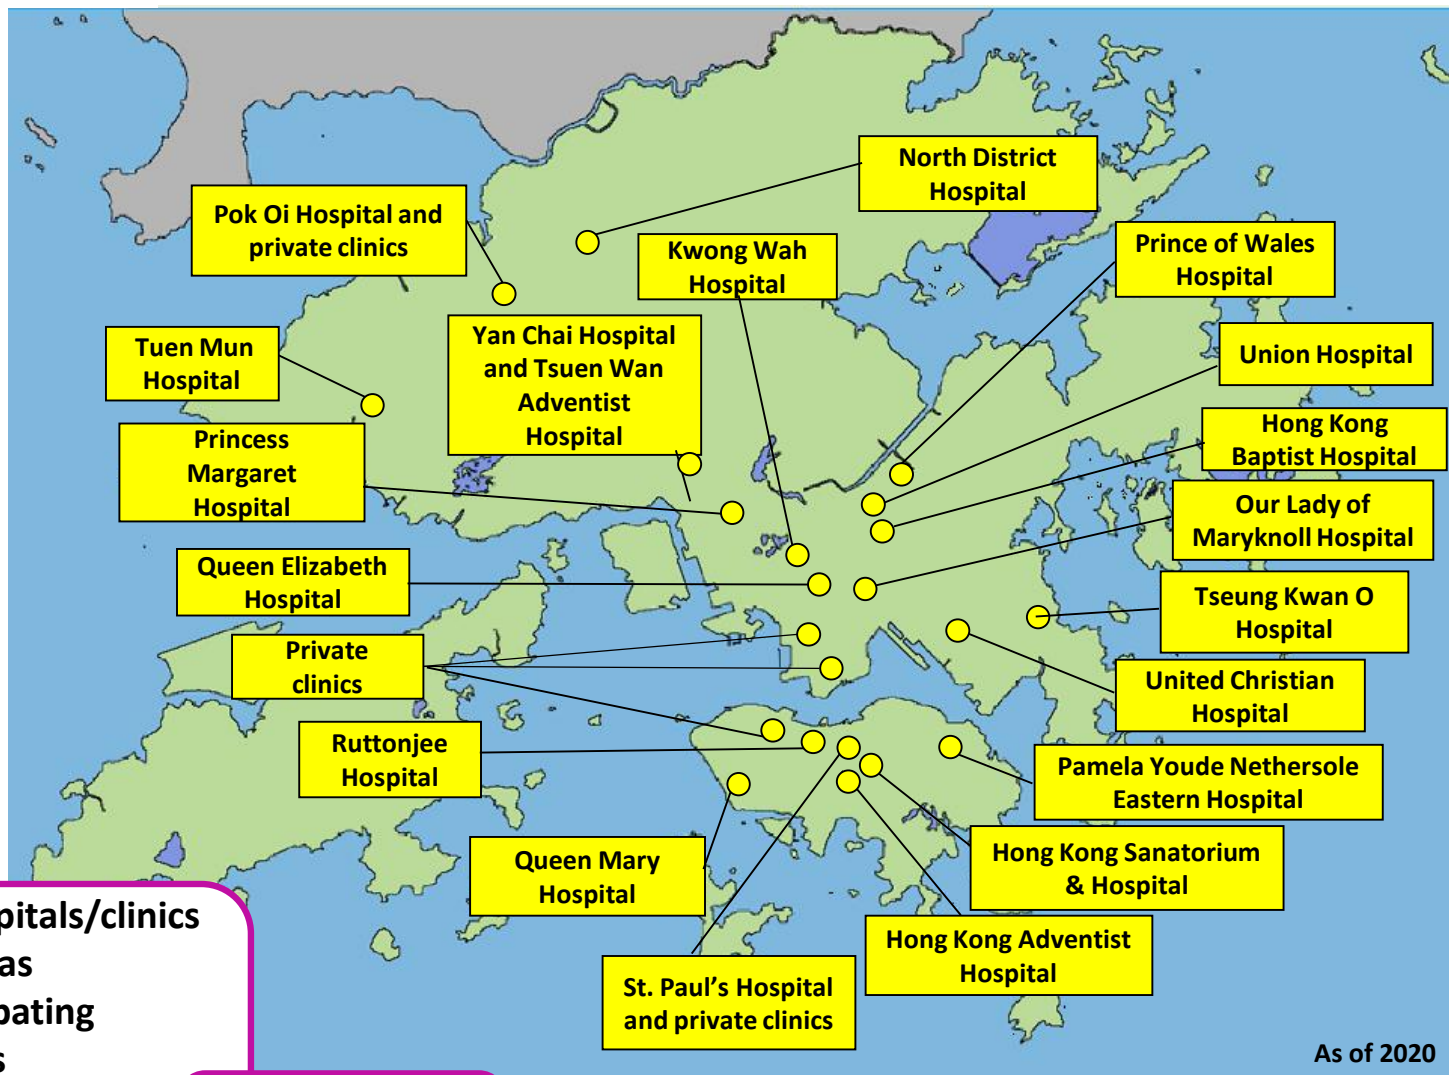 North District
Hospital
Pok Oi Hospital and
private clinics
Kwong Wah
Hospital
Prince of Wales
Hospital
Tuen Mun
Hospital
Yan Chai Hospital
and Tsuen Wan
Adventist
Hospital
Union Hospital
Princess
Margaret
Hospital
Hong Kong
Baptist Hospital
Our Lady of
Maryknoll Hospital
Queen Elizabeth
Hospital
Tseung Kwan O
Hospital
Private
clinics
United Christian
Hospital
Ruttonjee
Hospital
Pamela Youde Nethersole
Eastern Hospital
Queen Mary
Hospital
Hong Kong Sanatorium
& Hospital
Hong Kong Adventist
Hospital
St. Paul’s Hospital
and private clinics
pitals/clinics
as
pating
s
As of 2020